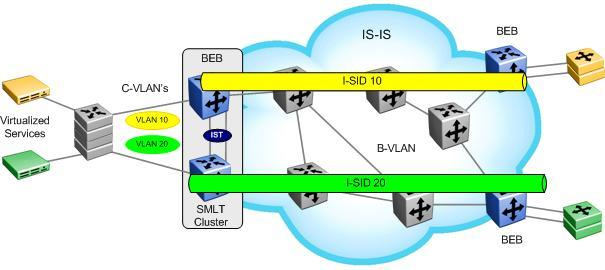 IS-IS
BEB
BEB
C-VLAN's
I-SID 10
Virtualized
Services
VLAN 10
VLAN 20
IST
B-VLAN
I-SID 20
SMLT
Cluster
BEB